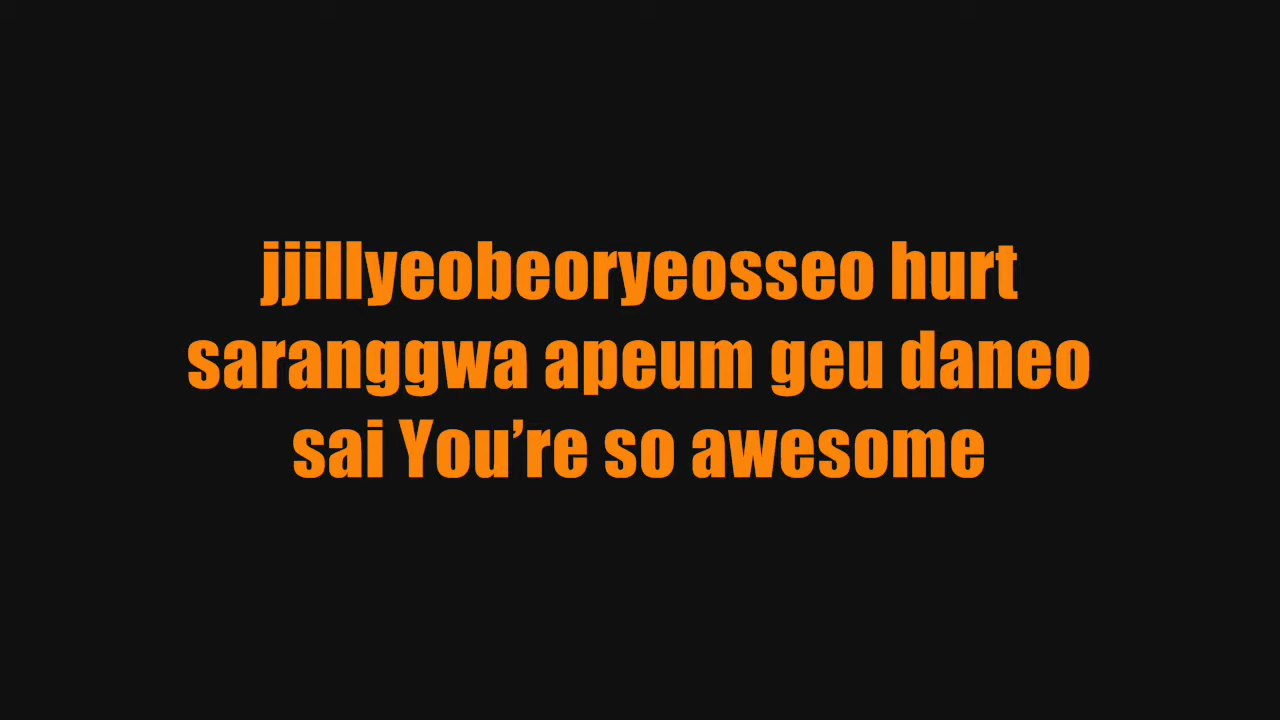 jjillyeobeoryeosseo hurt
saranggwa apeum geu daneo
sai You’re so awesome